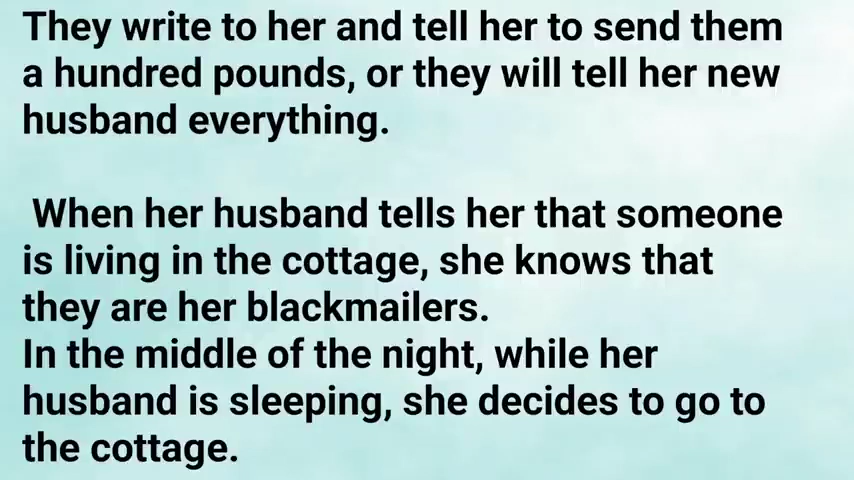 They write to her and tell her to send them
a hundred pounds, or they will tell her new
husband everything.
When her husband tells her that someone
is living in the cottage, she knows that
they are her blackmailers.
In the middle of the night, while her
husband is sleeping, she decides to go to
the cottage.